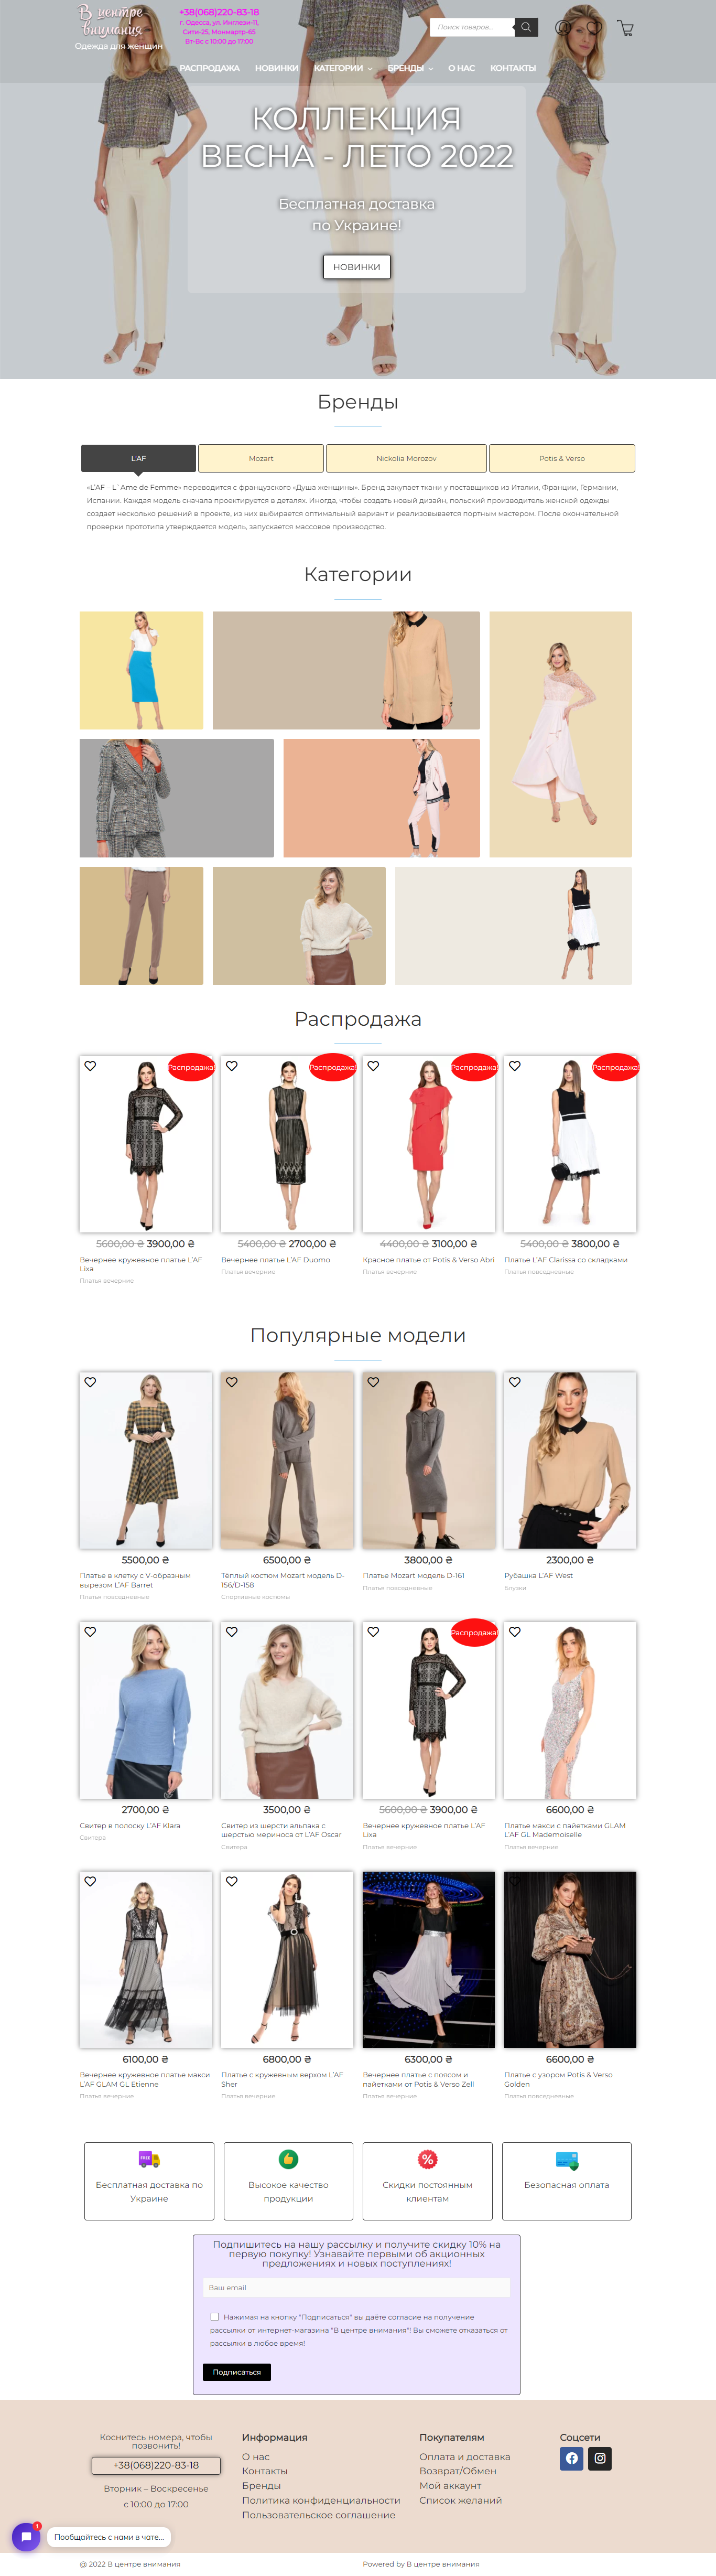 В центре
внимания
Одежда для женщин
+38(068)220-83-18
г. Одесса, ул. Инглези-11,
Сити-25, Монмартр-65
Вт-Вс с 10:00 до 17:00
Поиск товаров...
РАСПРОДАЖА НОВИНКИ КАТЕГОРИИ БРЕНДЫ О НАС КОНТАКТЫ
КОЛЛЕКЦИЯ
ВЕСНА - ЛЕТО 2022
Бесплатная доставка
по Украине!
НОВИНКИ
Бренды
L'AF Mozart Nickolia Morozov Potis & Verso
«L'AF – L`Ame de Femme» переводится с французского «Душа женщины». Бренд закупает ткани у поставщиков из Италии, Франции, Германии,
Испании. Каждая модель сначала проектируется в деталях. Иногда, чтобы создать новый дизайн, польский производитель женской одежды
создает несколько решений в проекте, из них выбирается оптимальный вариант и реализовывается портным мастером. После окончательной
проверки прототипа утверждается модель, запускается массовое производство.
Категории
Распродажа
Распродажа! Распродажа! Распродажа! Распродажа!
5600,00 ₴ 3900,00 ₴
Вечернее кружевное платье L'AF
Lixa
Платья вечерние
5400,00 ₴ 2700,00 ₴
Вечернее платье L'AF Duomo
Платья вечерние
4400,00 ₴ 3100,00 ₴
Красное платье от Potis & Verso Abri
Платья вечерние
5400,00 ₴ 3800,00 ₴
Платье L'AF Clarissa со складками
Платья повседневные
Популярные модели
5500,00 ₴
Платье в клетку с V-образным
вырезом L'AF Barret
Платья повседневные
6500,00 ₴
Тёплый костюм Mozart модель D-
156/D-158
Спортивные костюмы
3800,00 ₴
Платье Mozart модель D-161
Платья повседневные
2300,00 ₴
Рубашка L'AF West
Блузки
2700,00 ₴
Свитер в полоску L'AF Klara
Свитера
3500,00 ₴
Свитер из шерсти альпака с
шерстью мериноса от L'AF Oscar
Свитера
Распродажа!
5600,00 ₴ 3900,00 ₴
Вечернее кружевное платье L'AF
Lixa
Платья вечерние
6600,00 ₴
Платье макси с пайетками GLAM
L'AF GL Mademoiselle
Платья вечерние
6100,00 ₴
Вечернее кружевное платье макси
L'AF GLAM GL Etienne
Платья вечерние
6800,00 ₴
Платье с кружевным верхом L'AF
Sher
Платья вечерние
6300,00 ₴
Вечернее платье с поясом и
пайетками от Potis & Verso Zell
Платья вечерние
6600,00 ₴
Платье с узором Potis & Verso
Golden
Платья повседневные
FREE
Бесплатная доставка по
Украине
Высокое качество
продукции
%
Скидки постоянным
клиентам
Безопасная оплата
Подпишитесь на нашу рассылку и получите скидку 10% на
первую покупку! Узнавайте первыми об акционных
предложениях и новых поступлениях!
Ваш email
Нажимая на кнопку "Подписаться" вы даёте согласие на получение
рассылки от интернет-магазина "В центре внимания"! Вы сможете отказаться от
рассылки в любое время!
Подписаться
Коснитесь номера, чтобы
позвонить!
+38(068)220-83-18
Вторник – Воскресенье
с 10:00 до 17:00
Информация
О нас
Контакты
Бренды
Политика конфиденциальности
Пользовательское соглашение
Покупателям
Оплата и доставка
Возврат/Обмен
Мой аккаунт
Список желаний
Соцсети
1
Пообщайтесь с нами в чате...
@ 2022 В центре внимания
Powered by В центре внимания